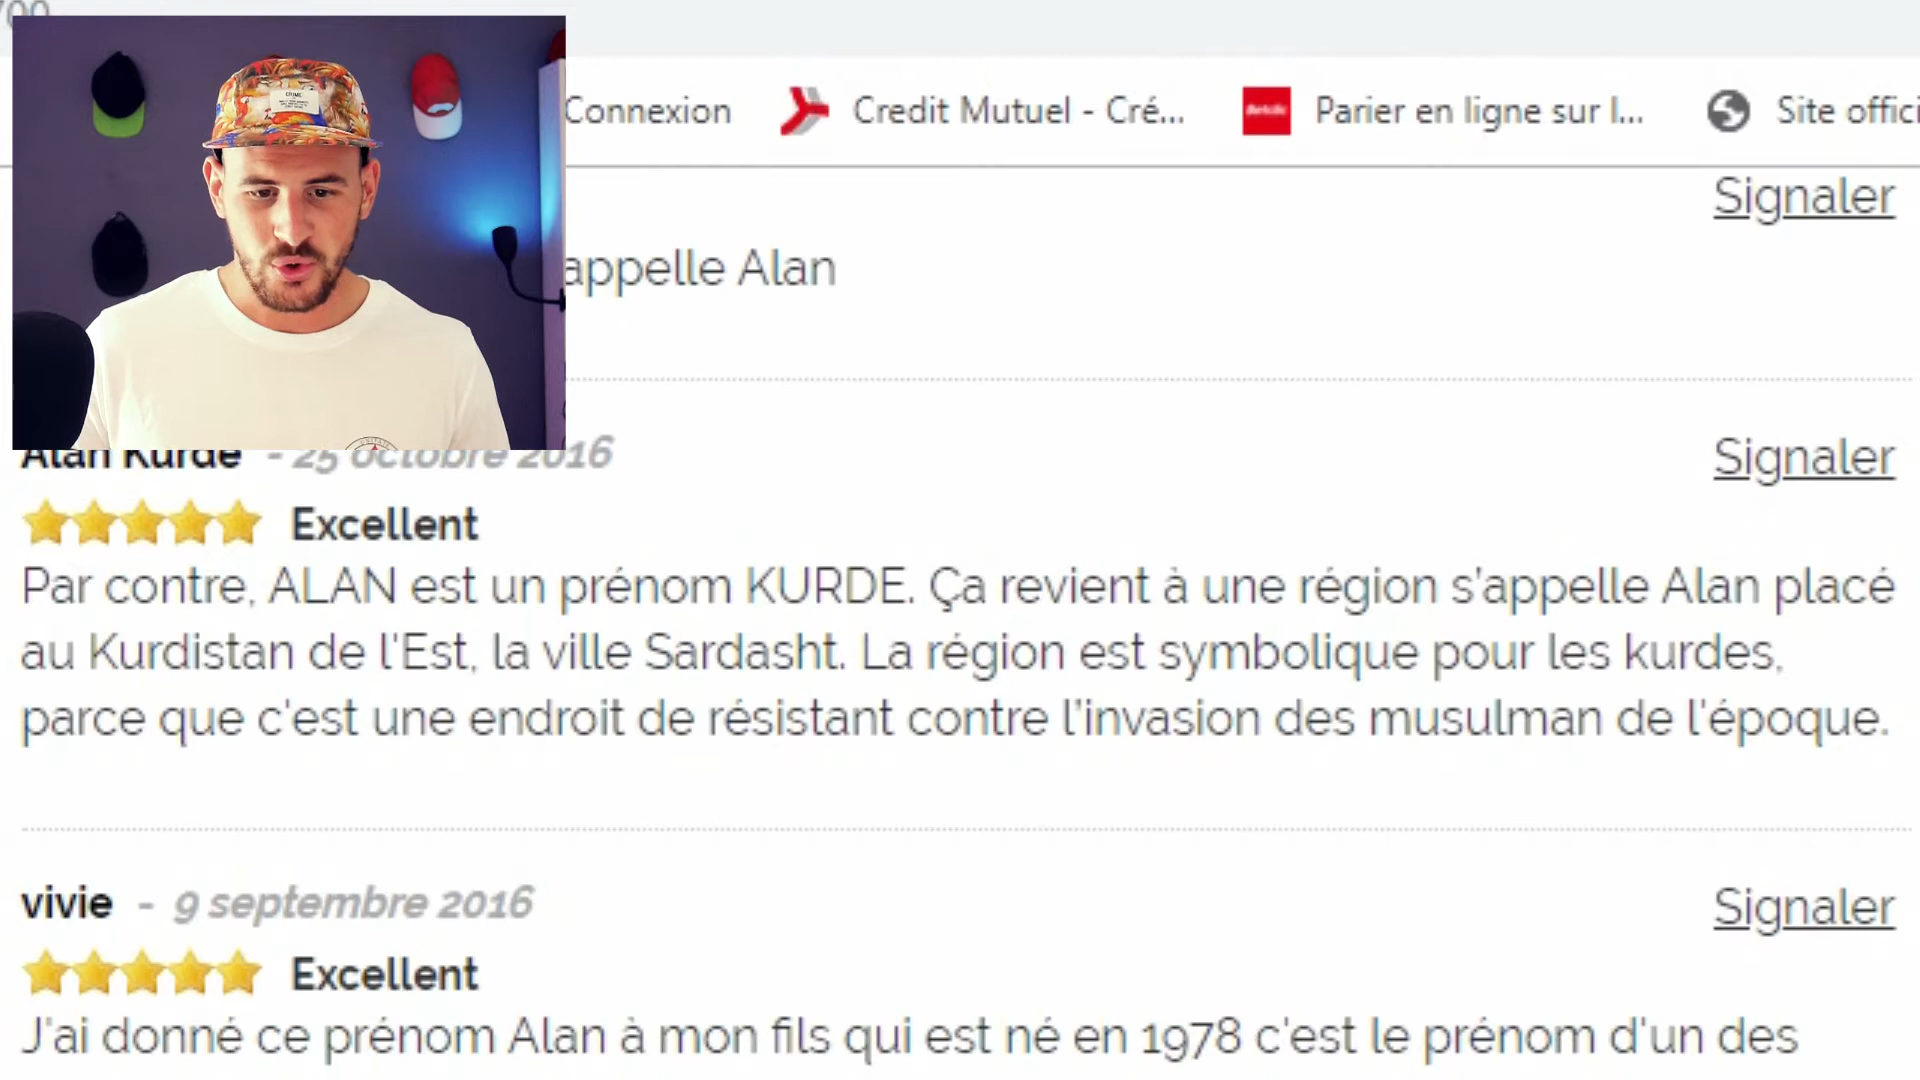 700
Connexion
Credit Mutuel - Cré...
Parier en ligne sur l...
Site offici
Signaler
appelle Alan
CRIME
Alan Kurde - 25 octobre 2016
Signaler
Excellent
Par contre, ALAN est un prénom KURDE. Ça revient à une région s'appelle Alan placé
au Kurdistan de l'Est, la ville Sardasht. La région est symbolique pour les kurdes,
parce que c'est une endroit de résistant contre l'invasion des musulman de l'époque.
vivie - 9 septembre 2016
Signaler
Excellent
J'ai donné ce prénom Alan à mon fils qui est né en 1978 c'est le prénom d'un des